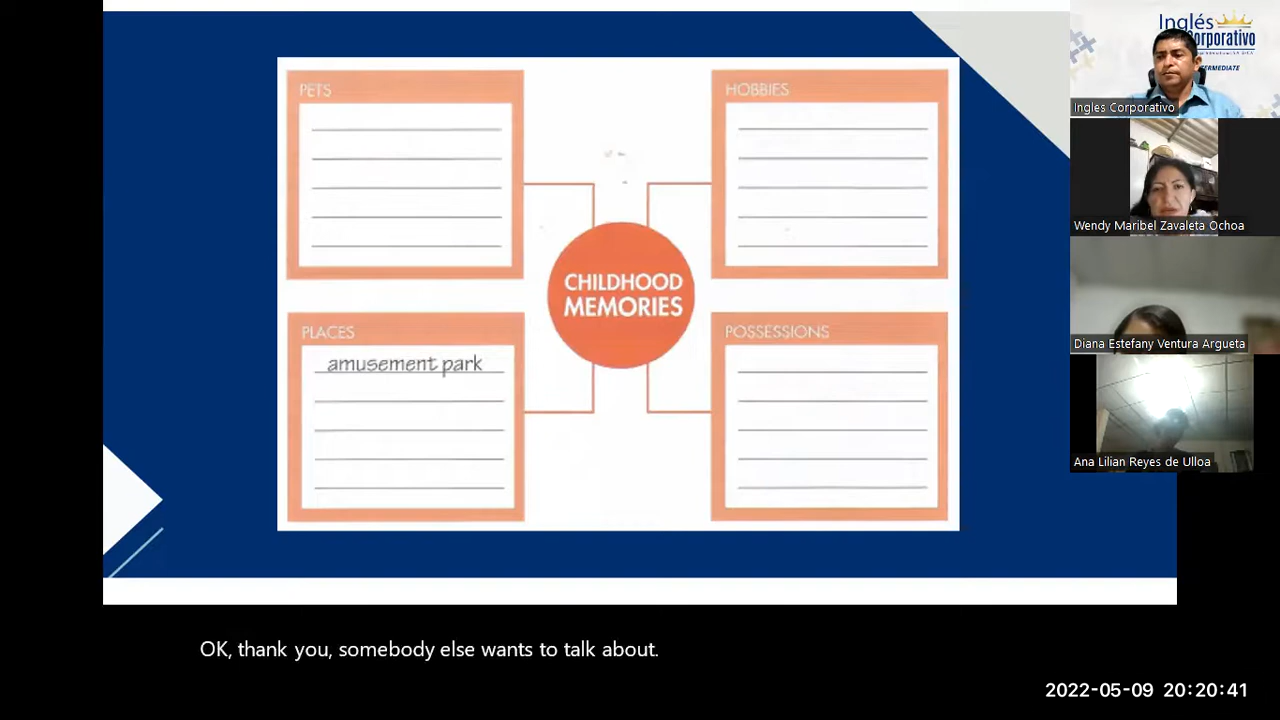 PETS
HOBBIES
CHILDHOOD
MEMORIES
PLACES
amusement park
POSSESSIONS
Inglés
Corporativo
Ingles Corporativo
Wendy Maribel Zavaleta Ochoa
Diana Estefany Ventura Argueta
Ana Lilian Reyes de Ulloa
OK, thank you, somebody else wants to talk about.
2022-05-09 20:20:41